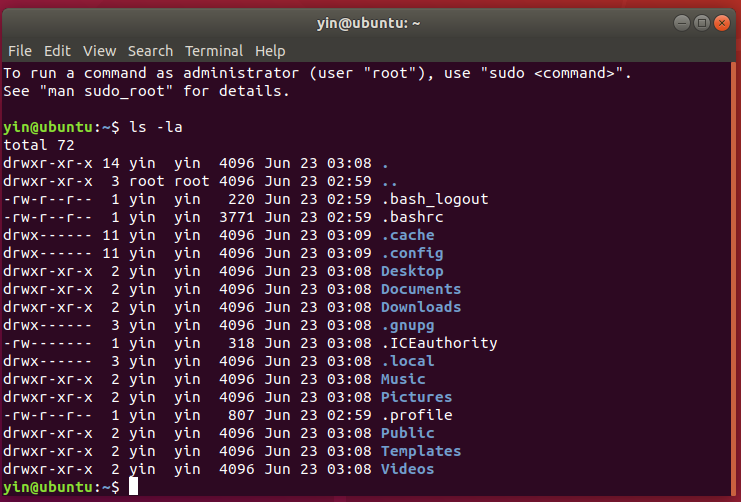 yin@ubuntu: ~
File Edit View Search Terminal Help
To run a command as administrator (user "root"), use "sudo <command>".
See "man sudo_root" for details.
yin@ubuntu:~$ ls -la
total 72
drwxr-xr-x 14 yin  yin  4096 Jun 23 03:08 .
drwxr-xr-x  3 root root 4096 Jun 23 02:59 ..
-rw-r--r--  1 yin  yin   220 Jun 23 02:59 .bash_logout
-rw-r--r--  1 yin  yin  3771 Jun 23 02:59 .bashrc
drwx------ 11 yin  yin  4096 Jun 23 03:09 .cache
drwx------ 11 yin  yin  4096 Jun 23 03:09 .config
drwxr-xr-x  2 yin  yin  4096 Jun 23 03:08 Desktop
drwxr-xr-x  2 yin  yin  4096 Jun 23 03:08 Documents
drwxr-xr-x  2 yin  yin  4096 Jun 23 03:08 Downloads
drwx------  3 yin  yin  4096 Jun 23 03:08 .gnupg
-rw-------  1 yin  yin   318 Jun 23 03:08 .ICEauthority
drwx------  3 yin  yin  4096 Jun 23 03:08 .local
drwxr-xr-x  2 yin  yin  4096 Jun 23 03:08 Music
drwxr-xr-x  2 yin  yin  4096 Jun 23 03:08 Pictures
-rw-r--r--  1 yin  yin   807 Jun 23 02:59 .profile
drwxr-xr-x  2 yin  yin  4096 Jun 23 03:08 Public
drwxr-xr-x  2 yin  yin  4096 Jun 23 03:08 Templates
drwxr-xr-x  2 yin  yin  4096 Jun 23 03:08 Videos
yin@ubuntu:~$